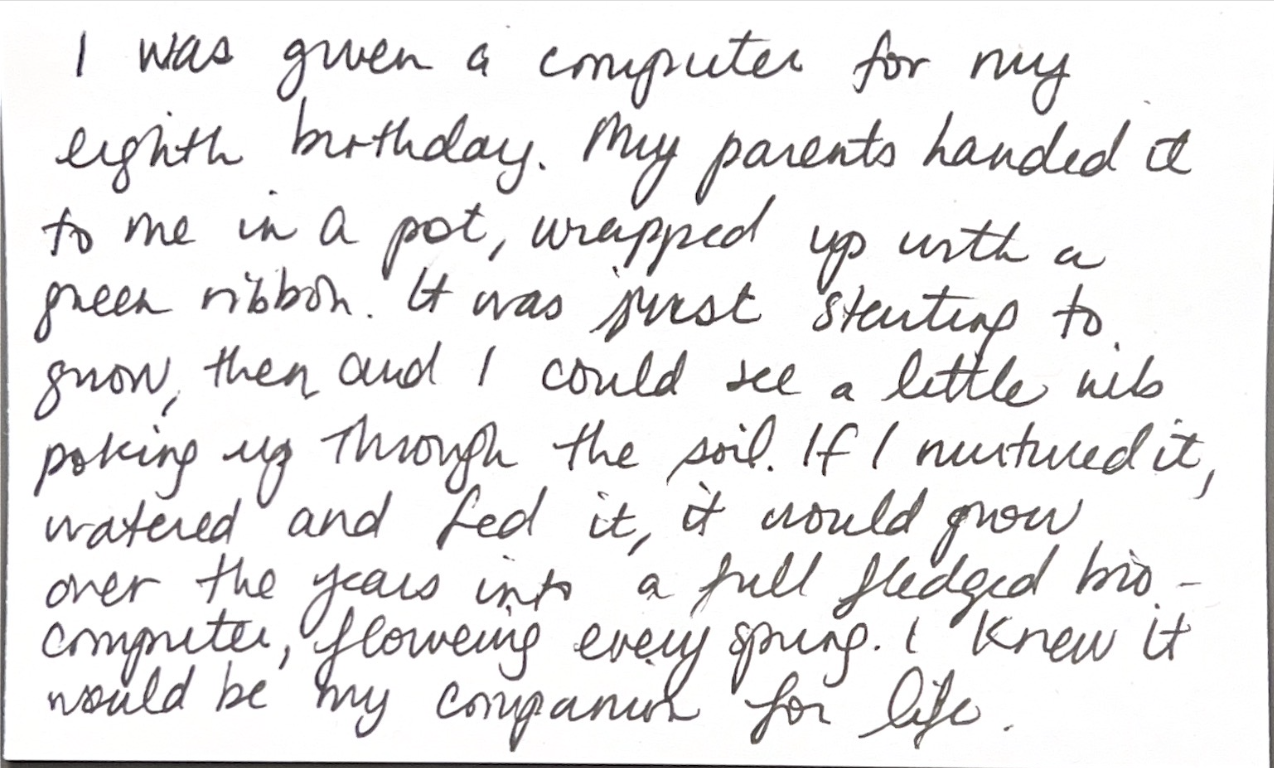 I was given a computer for my
eighth birthday. My parents handed it
to me in a pot, wrapped up with a
green ribbon. It was just starting to
grow, then and I could see a little nib
poking up through the soil. If I nurtured it,
watered and fed it, it would grow
over the years into a full fledged bio-
computer, flowering every spring. I knew it
would be my companion for life.